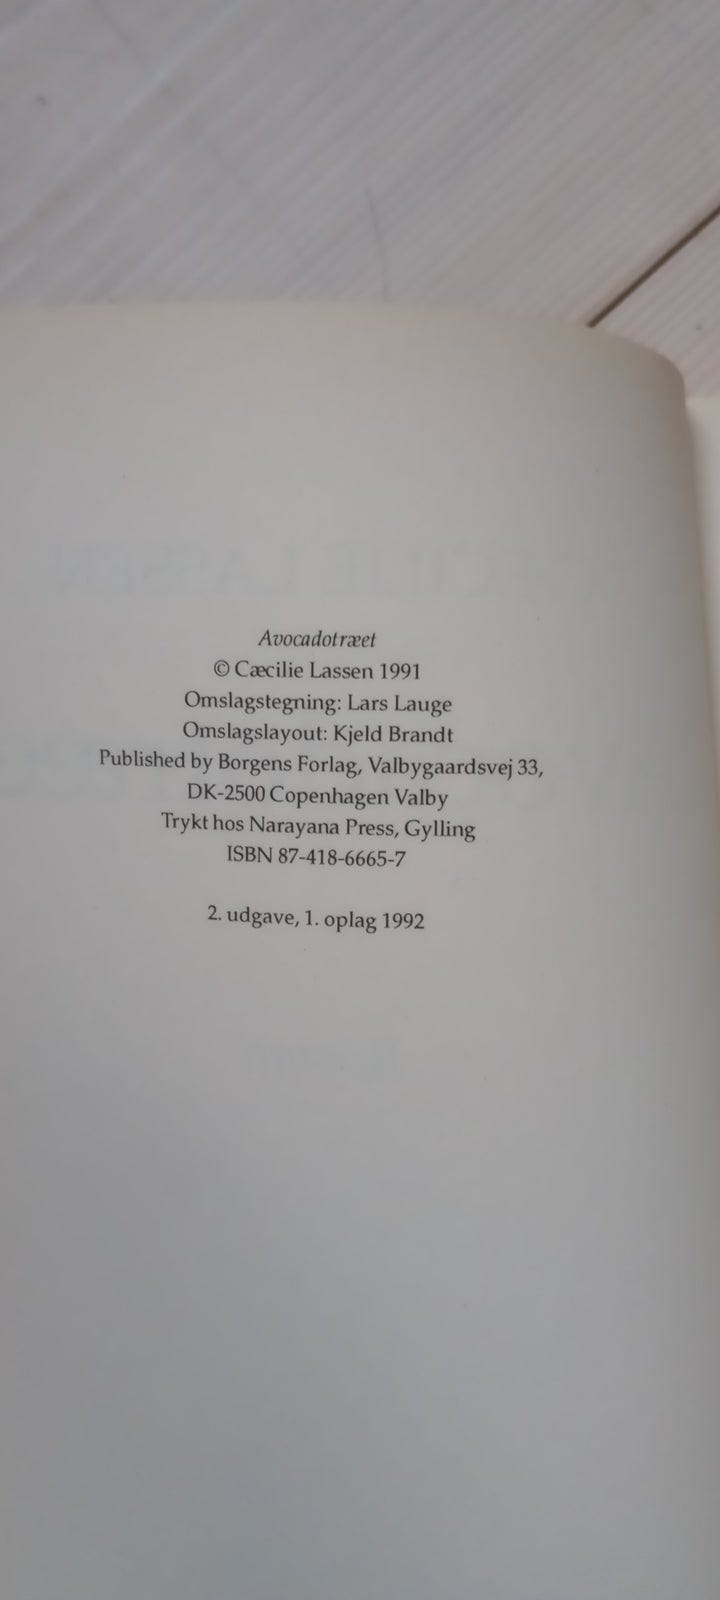 Avocadotræet
© Cæcilie Lassen 1991
Omslagstegning: Lars Lauge
Omslagslayout: Kjeld Brandt
Published by Borgens Forlag, Valbygaardsvej 33,
DK-2500 Copenhagen Valby
Trykt hos Narayana Press, Gylling
ISBN 87-418-6665-7
2. udgave, 1. oplag 1992